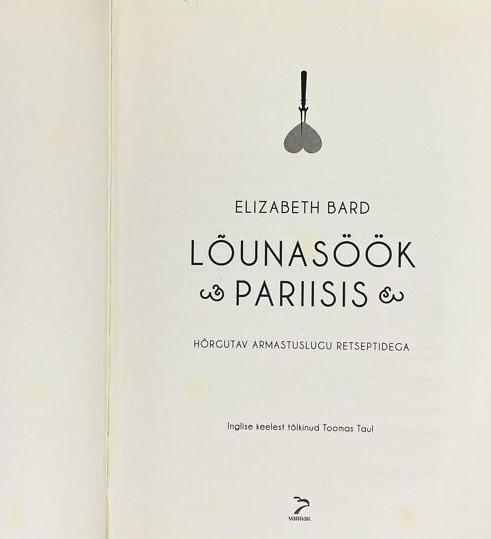 ELIZABETH BARD
LÕUNASÖÖK
PARIISIS
HÕRGUTAV ARMASTUSLUGU RETSEPTIDEGA
Inglise keelest tõlkinud Toomas Taul
VARRAK